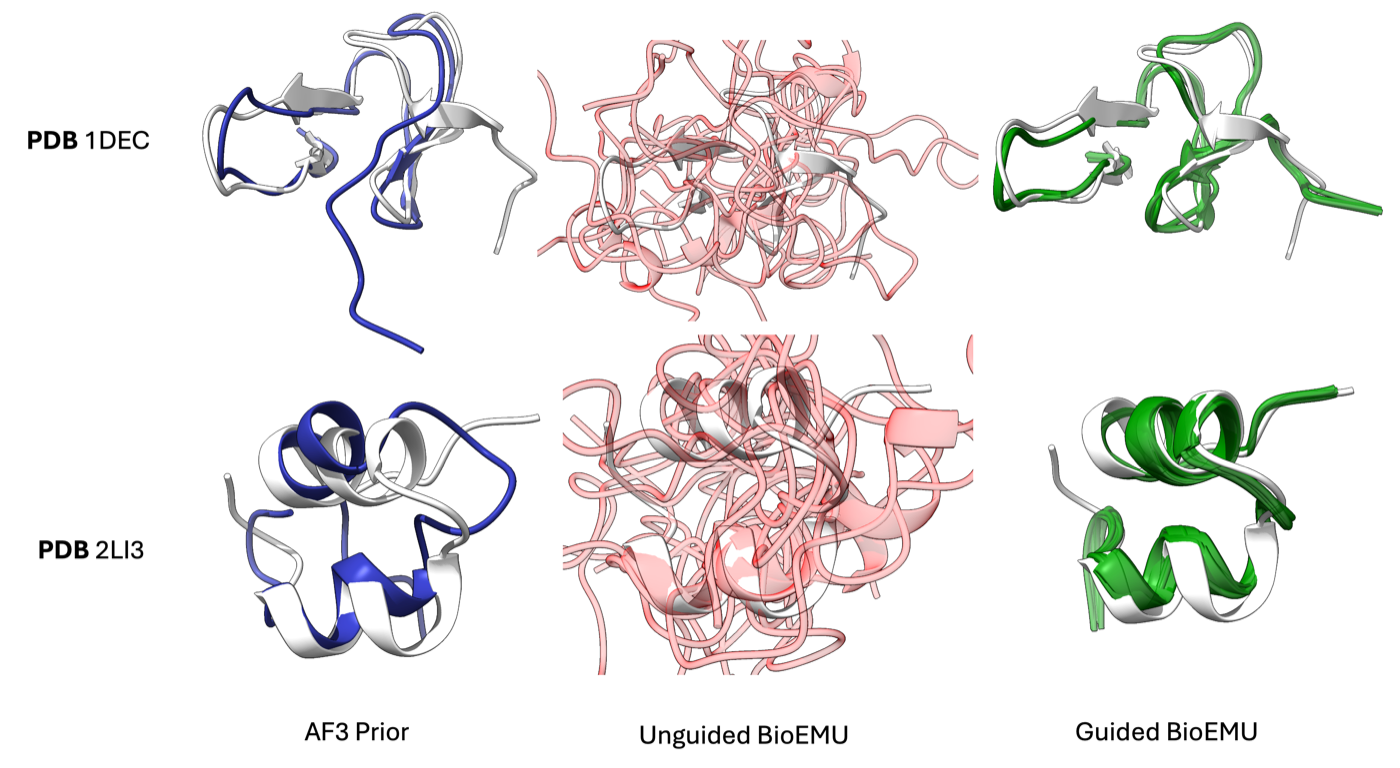 PDB 1DEC
PDB 2LI3
AF3 Prior
Unguided BioEMU
Guided BioEMU